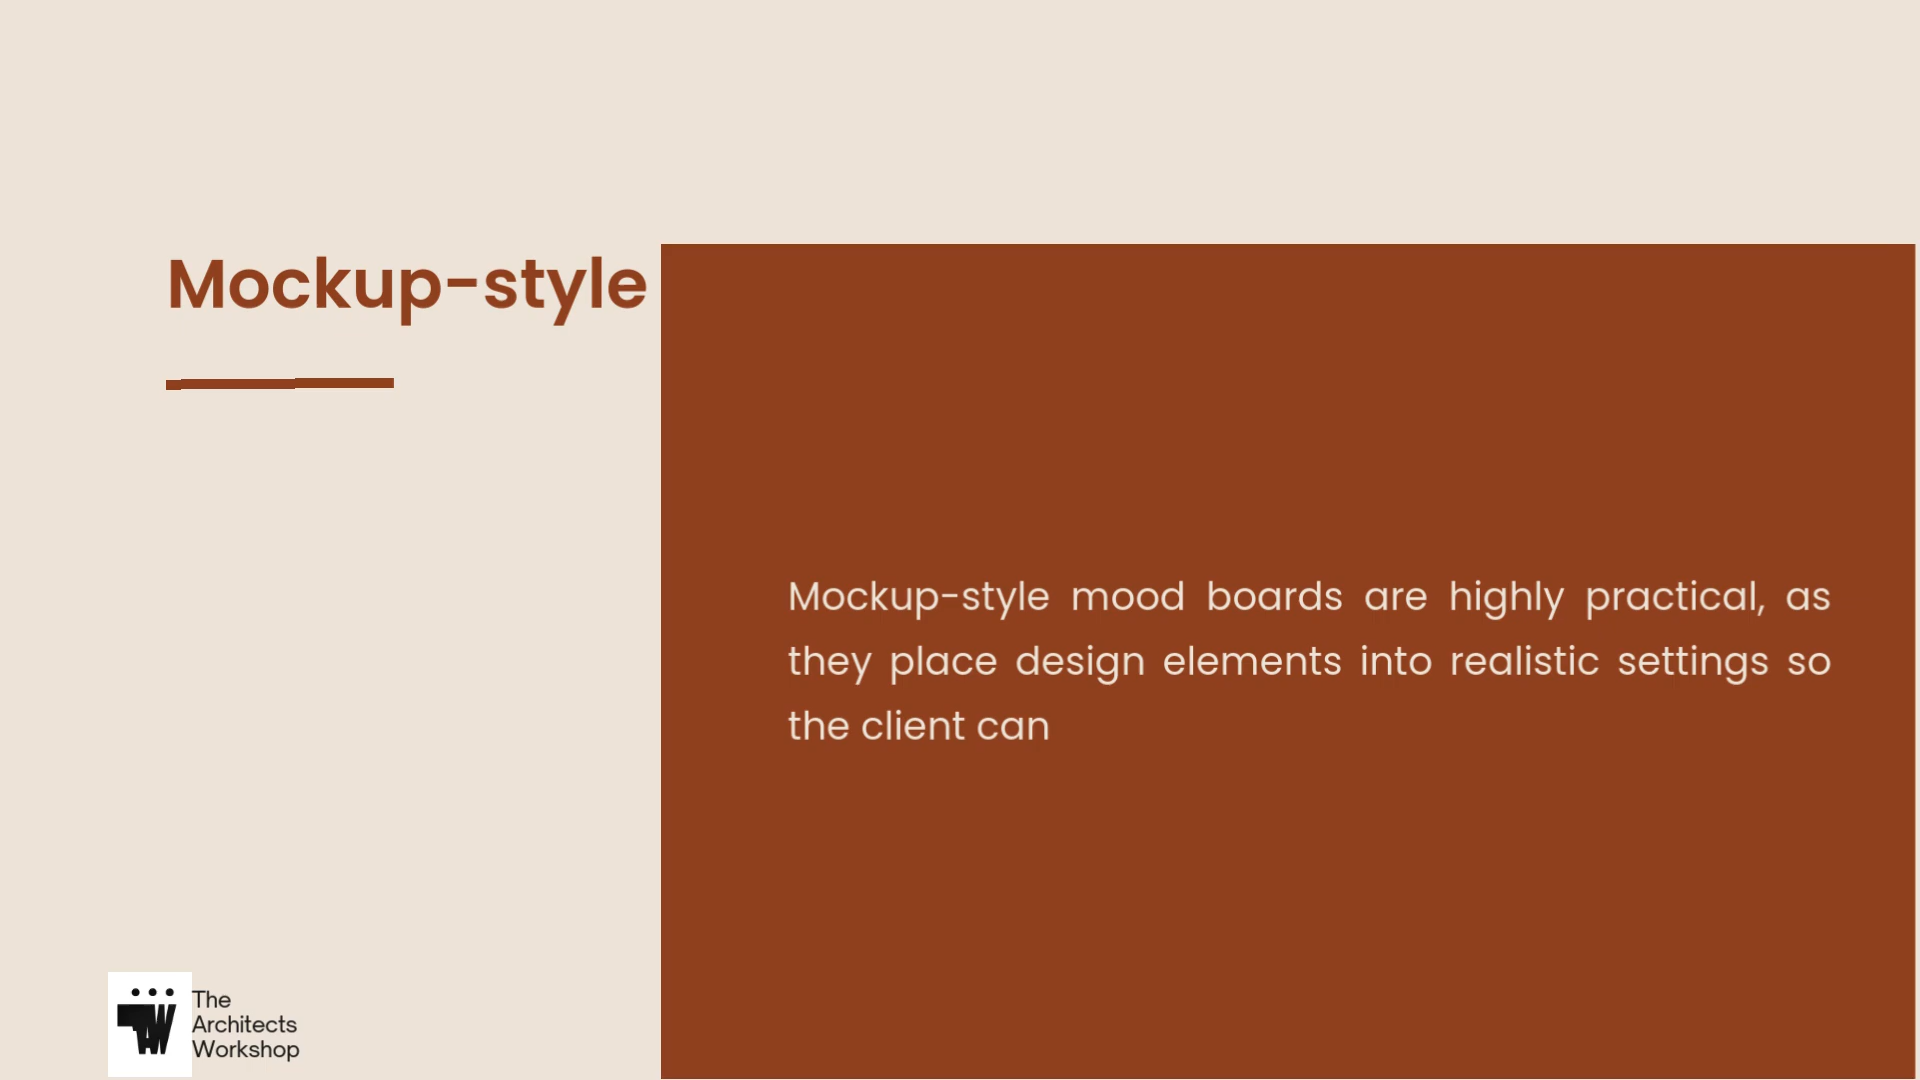 Mockup-style
Mockup-style mood boards are highly practical, as
they place design elements into realistic settings so
the client can
The
Architects
Workshop